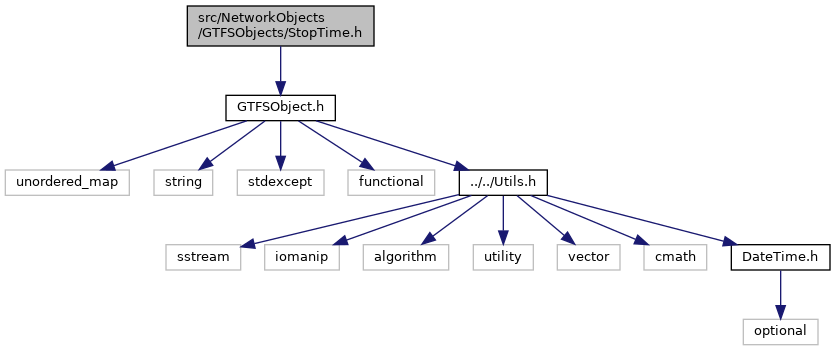 src/NetworkObjects
/GTFSObjects/StopTime.h
GTFSObject.h
unordered_map
string
stdexcept
functional
../../Utils.h
sstream
iomanip
algorithm
utility
vector
cmath
DateTime.h
optional